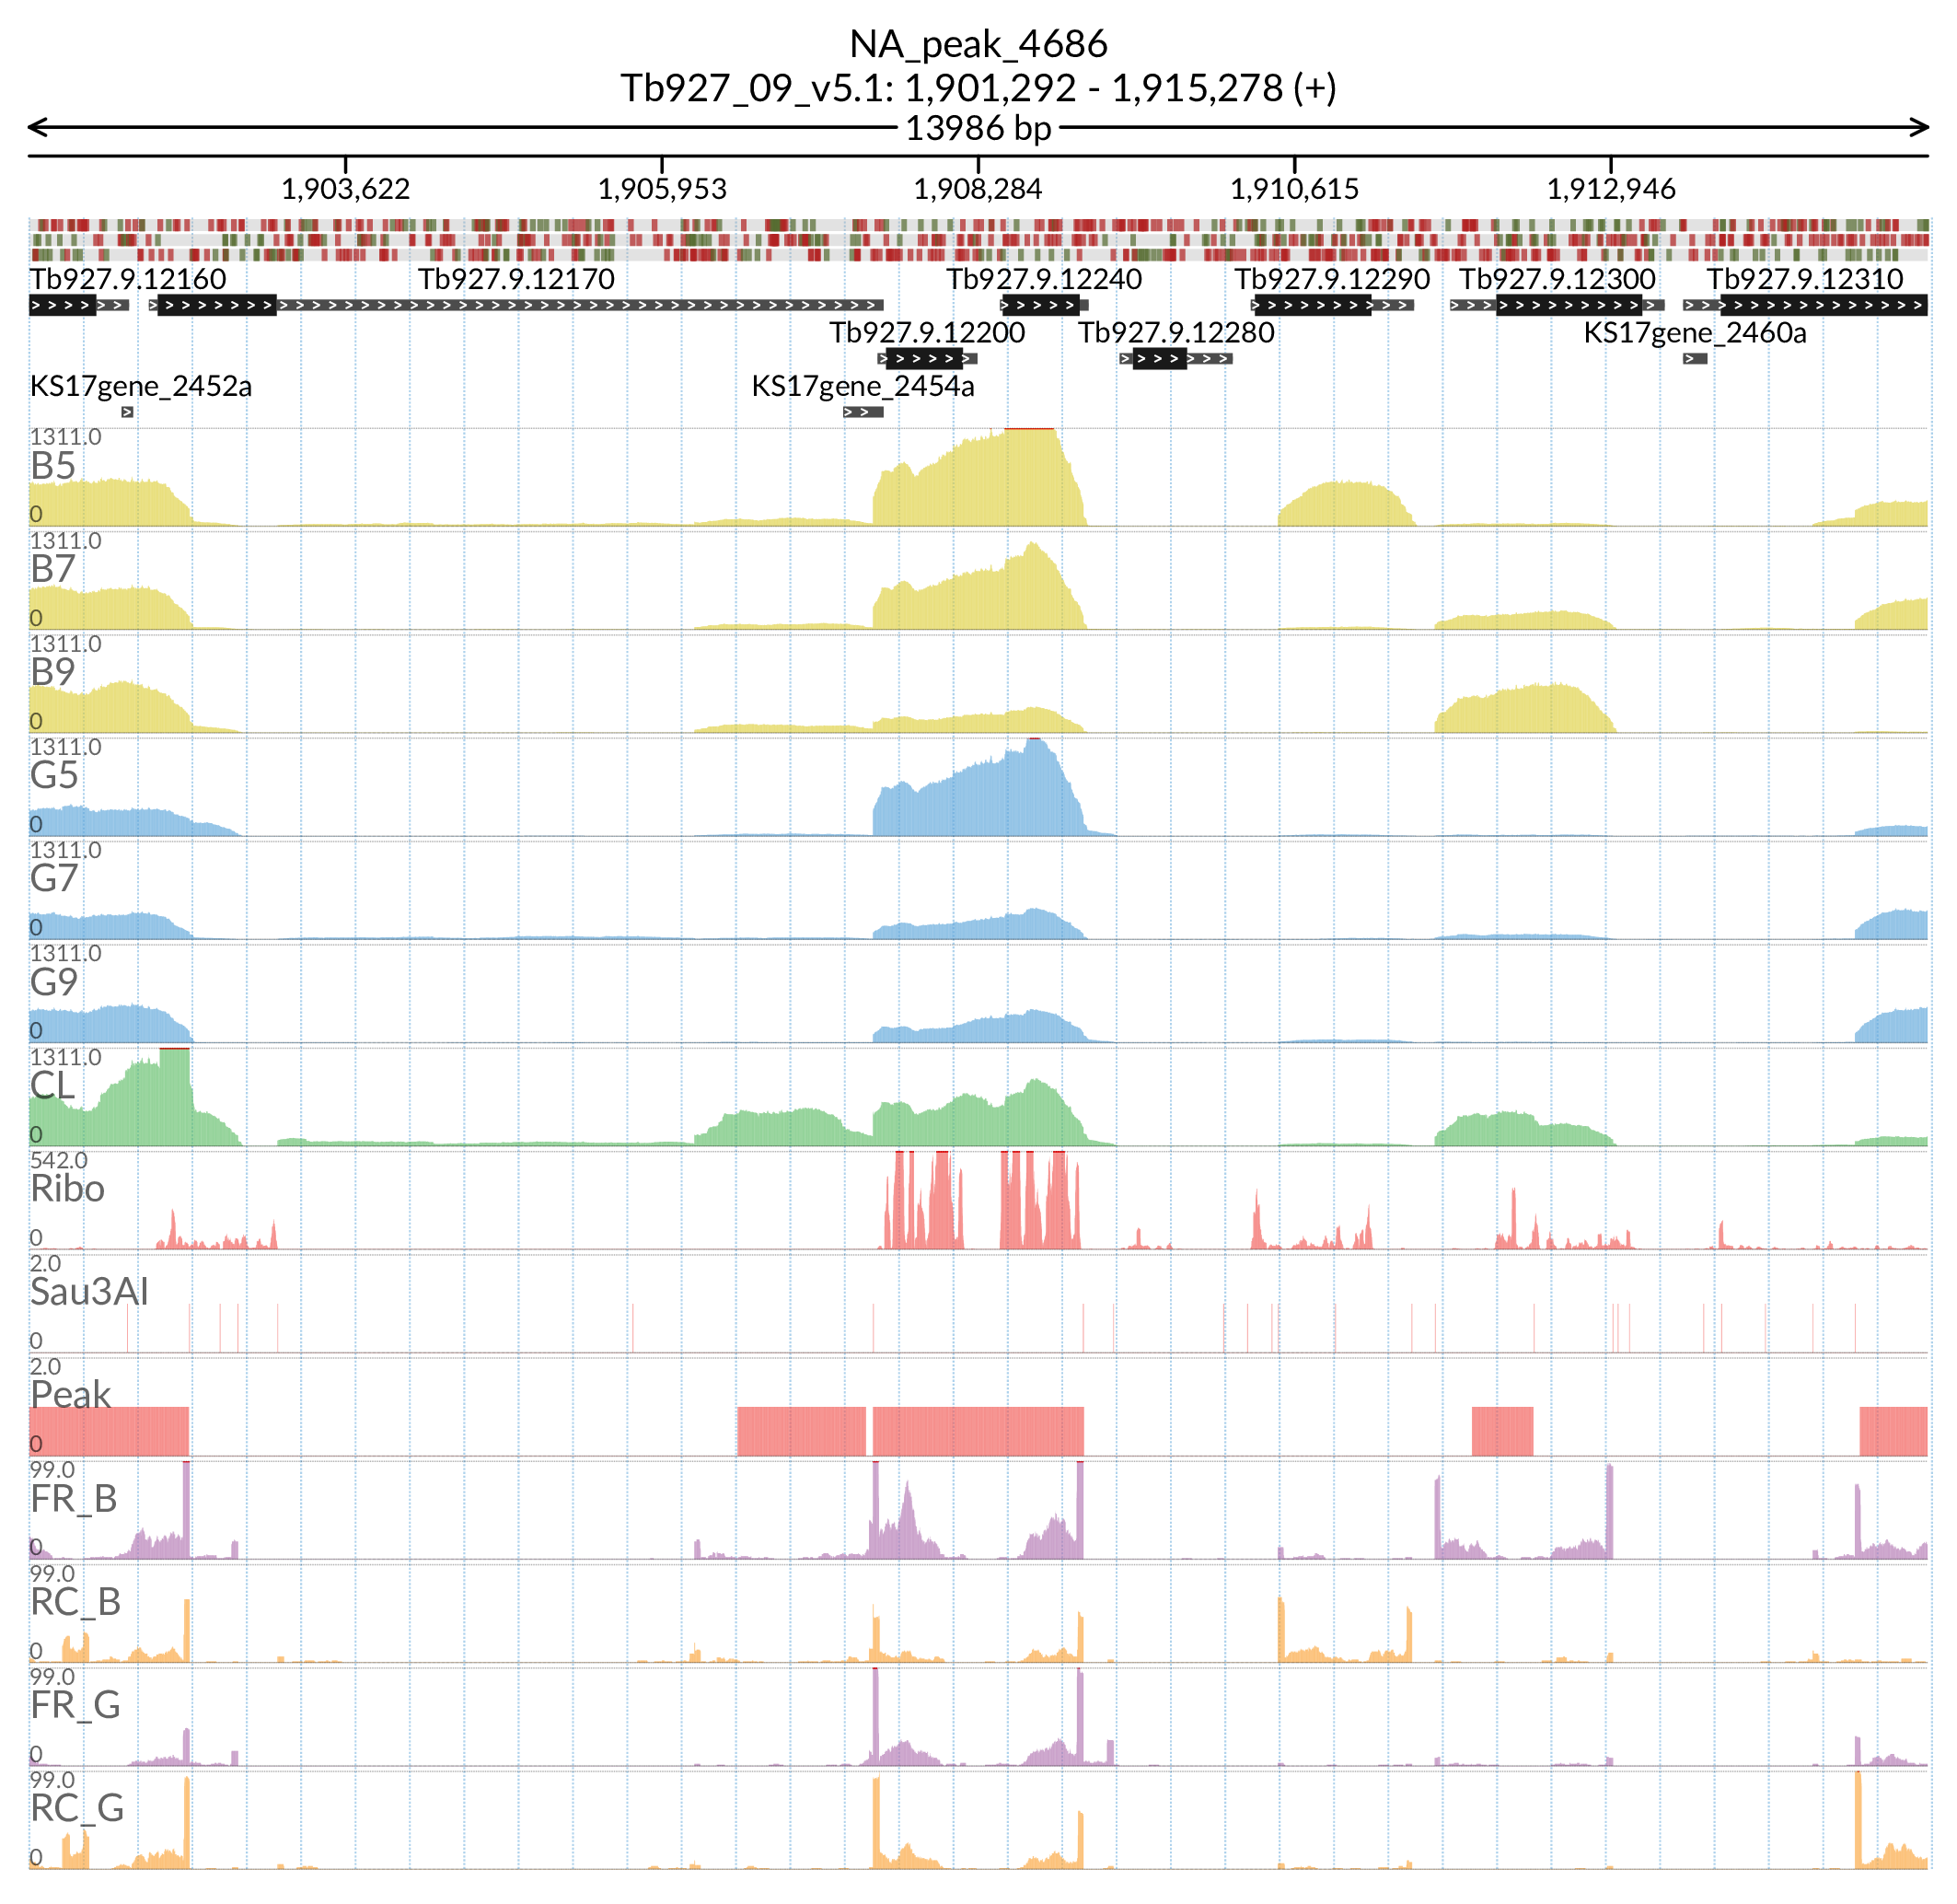 NA_peak_4686
Tb927_09_v5.1: 1,901,292 - 1,915,278 (+)
13986 bp
1,903,622 1,905,953 1,908,284 1,910,615 1,912,946
Tb927.9.12160 Tb927.9.12170 Tb927.9.12240 Tb927.9.12290 Tb927.9.12300 Tb927.9.12310
Tb927.9.12200 Tb927.9.12280 KS17gene_2460a
KS17gene_2452a KS17gene_2454a
1311.0
B5
0
1311.0
B7
0
1311.0
B9
0
1311.0
G5
0
1311.0
G7
0
1311.0
G9
0
1311.0
CL
0
542.0
Ribo
0
2.0
Sau3AI
0
2.0
Peak
0
99.0
FR_B
0
99.0
RC_B
0
99.0
FR_G
0
99.0
RC_G
0